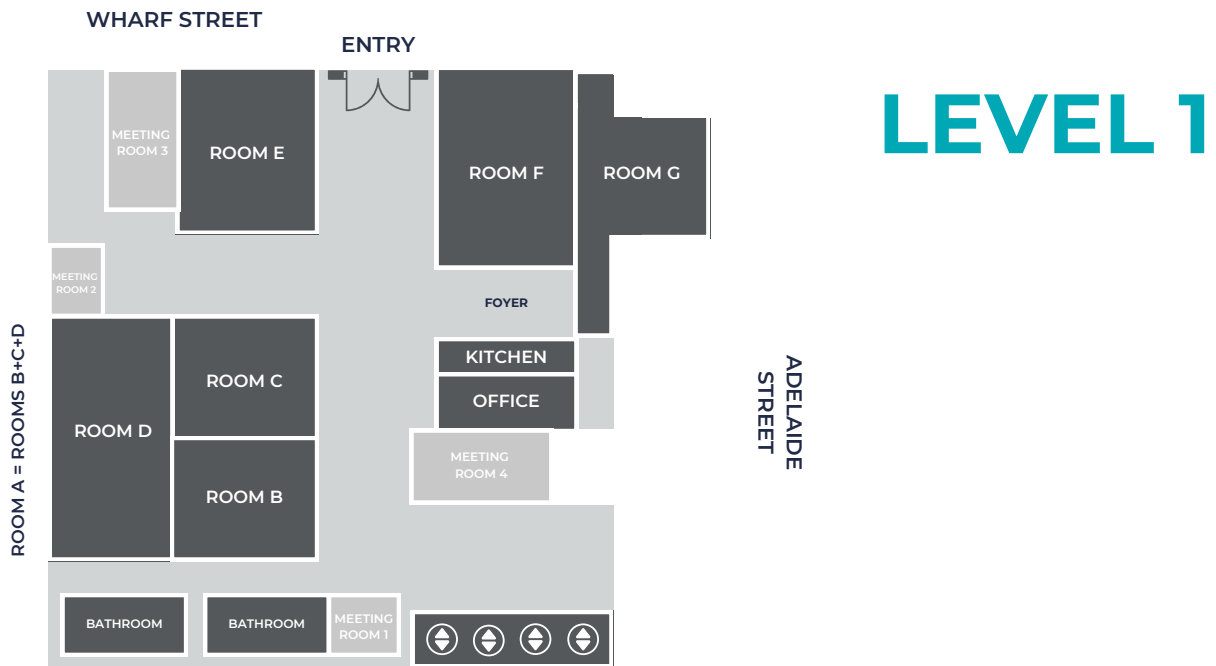 WHARF STREET
ENTRY
LEVEL 1
MEETING
ROOM 3
ROOM E
ROOM F
ROOM G
MEETING
ROOM 2
FOYER
ROOM A = ROOMS B+C+D
ROOM C
KITCHEN
ADELAIDE
STREET
ROOM D
OFFICE
MEETING
ROOM 4
ROOM B
BATHROOM
BATHROOM
MEETING
ROOM 1